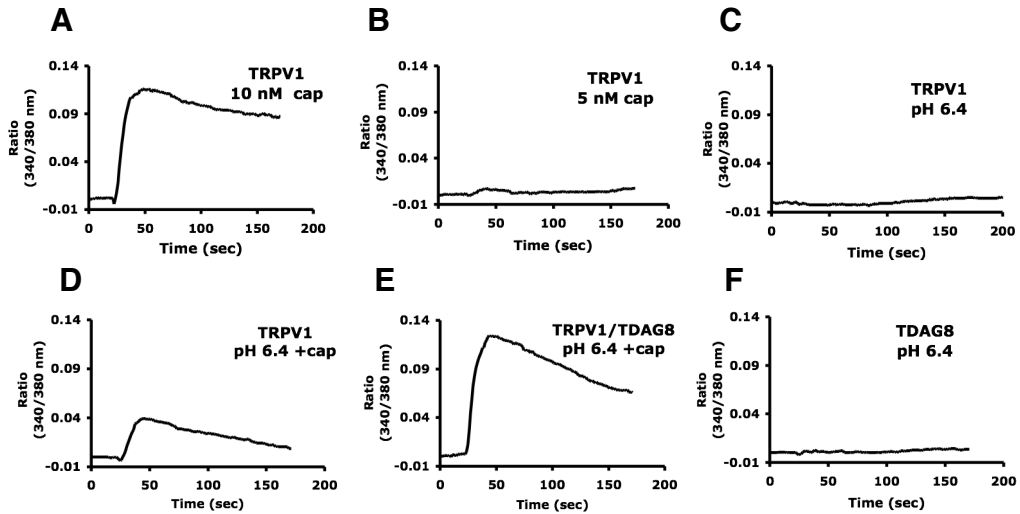 A
B
C
0.14
0.09
0.04
-0.01
Ratio
(340/380 nm)
TRPV1
10 nM cap
0 50 100 150 200
Time (sec)
0.14
0.09
0.04
-0.01
Ratio
(340/380 nm)
TRPV1
5 nM cap
0 50 100 150 200
Time (sec)
0.14
0.09
0.04
-0.01
Ratio
(340/380 nm)
TRPV1
pH 6.4
0 50 100 150 200
Time (sec)
D
E
F
0.14
0.09
0.04
-0.01
Ratio
(340/380 nm)
TRPV1
pH 6.4 +cap
0 50 100 150 200
Time (sec)
0.14
0.09
0.04
-0.01
Ratio
(340/380 nm)
TRPV1/TDAG8
pH 6.4 +cap
0 50 100 150 200
Time (sec)
0.14
0.09
0.04
-0.01
Ratio
(340/380 nm)
TDAG8
pH 6.4
0 50 100 150 200
Time (sec)